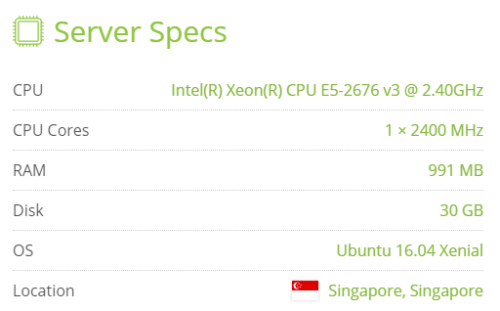 Server Specs
CPU Intel(R) Xeon(R) CPU E5-2676 v3 @ 2.40GHz
CPU Cores 1 × 2400 MHz
RAM 991 MB
Disk 30 GB
OS Ubuntu 16.04 Xenial
Location Singapore, Singapore